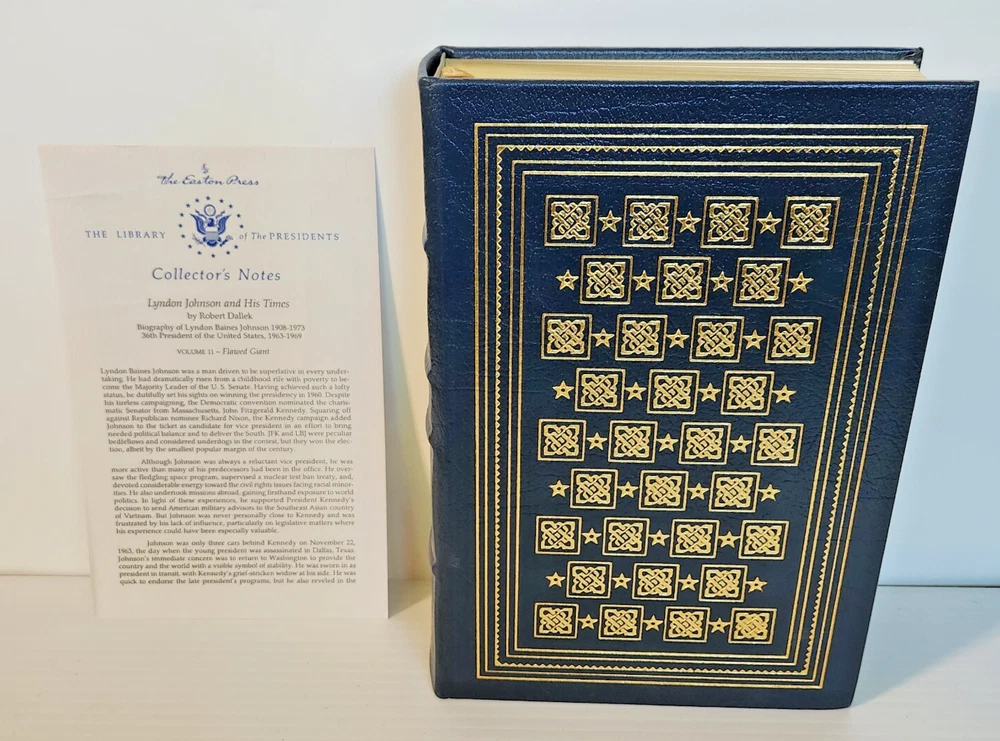 The Easton Press
THE LIBRARY of The PRESIDENTS
Collector's Notes
Lyndon Johnson and His Times
by Robert Dallek
Biography of Lyndon Baines Johnson 1908-1973
36th President of the United States, 1963-1969
VOLUME 11 – Flawed Giant
Lyndon Baines Johnson was a man driven to be superlative in every under-
taking. He had dramatically risen from a childhood rife with poverty to be-
come the Majority Leader of the U. S. Senate. Having achieved such a lofty
status, he dutifully set his sights on winning the presidency in 1960. Despite
his tireless campaigning, the Democratic convention nominated the charis-
matic Senator from Massachusetts, John Fitzgerald Kennedy. Squaring off
against Republican nominee Richard Nixon, the Kennedy campaign added
Johnson to the ticket as candidate for vice president in an effort to bring
needed political balance and to deliver the South. JFK and LBJ were peculiar
bedfellows and considered underdogs in the contest, but they won the elec-
tion, albeit by the smallest popular margin of the century.
Although Johnson was always a reluctant vice president, he was
more active than many of his predecessors had been in the office. He over-
saw the fledgling space program, supervised a nuclear test ban treaty, and,
devoted considerable energy toward the civil rights issues facing racial minor-
ities. He also undertook missions abroad, gaining firsthand exposure to world
politics. In light of these experiences, he supported President Kennedy's
decision to send American military advisors to the Southeast Asian country
of Vietnam. But Johnson was never personally close to Kennedy and was
frustrated by his lack of influence, particularly on legislative matters where
his experience could have been especially valuable.
Johnson was only three cars behind Kennedy on November 22,
1963, the day when the young president was assassinated in Dallas, Texas.
Johnson's immediate concern was to return to Washington to provide the
country and the world with a visible symbol of stability. He was sworn in as
president in transit, with Kennedy's grief-stricken widow at his side. He was
quick to endorse the late president's programs, but he also reveled in the